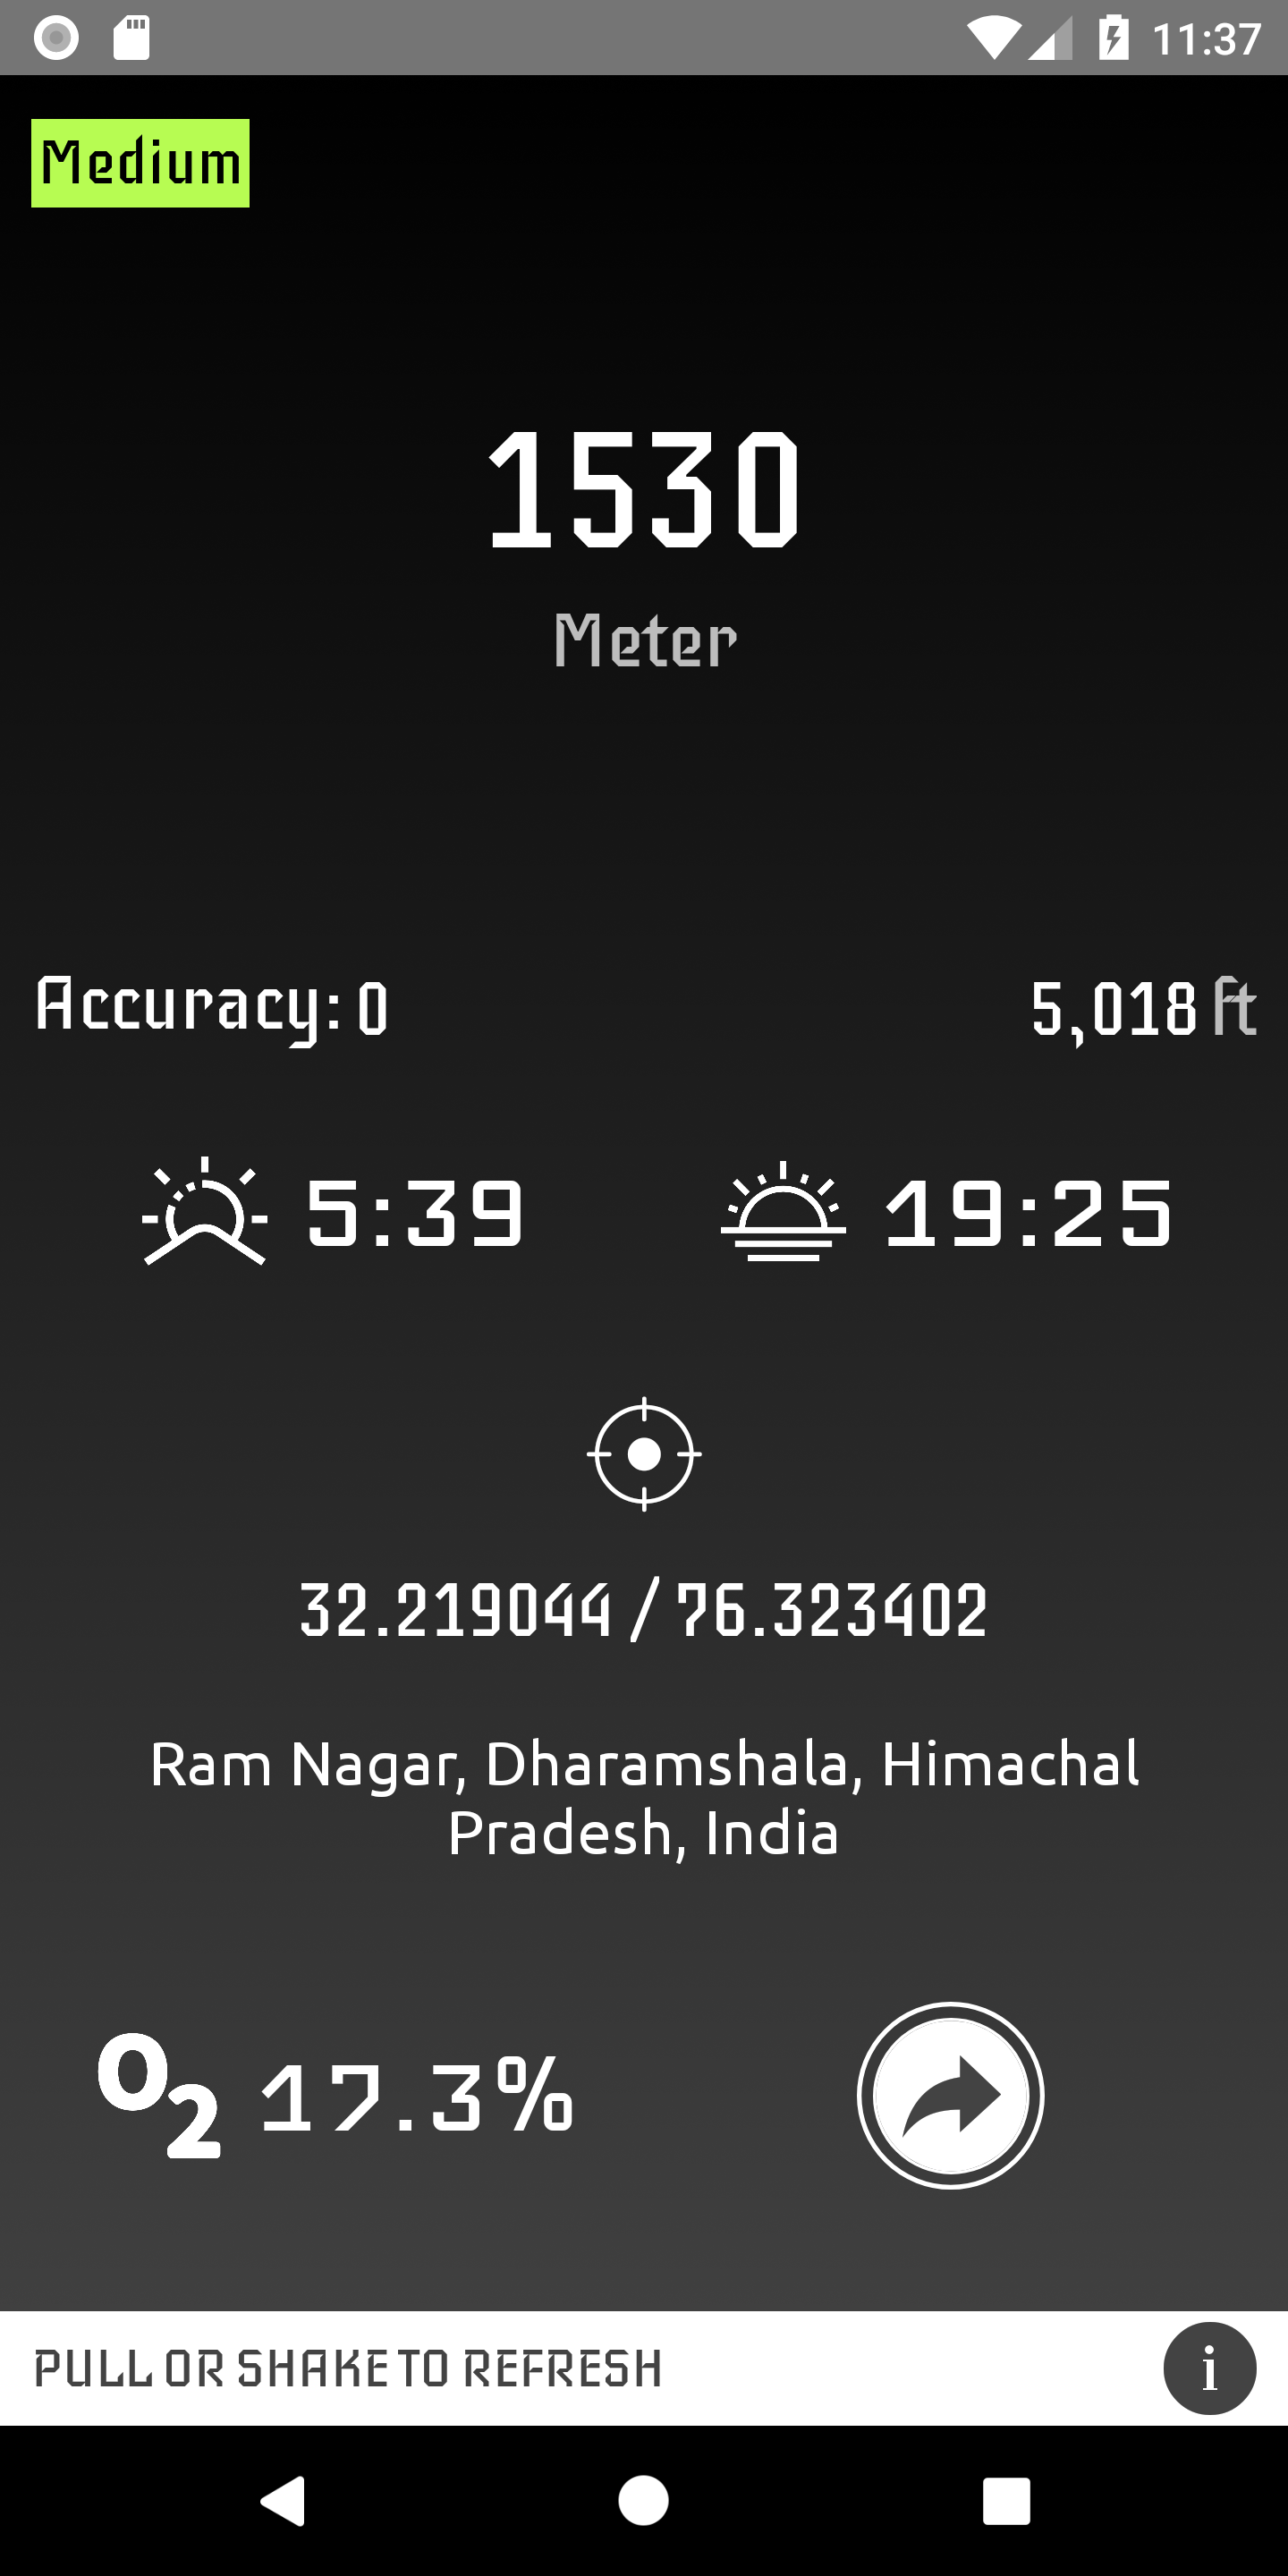 11:37
Medium
1530
Meter
Accuracy: 0
5,018 ft
5:39
19:25
32.219044 / 76.323402
Ram Nagar, Dharamshala, Himachal
Pradesh, India
O2 17.3%
PULL OR SHAKE TO REFRESH
i